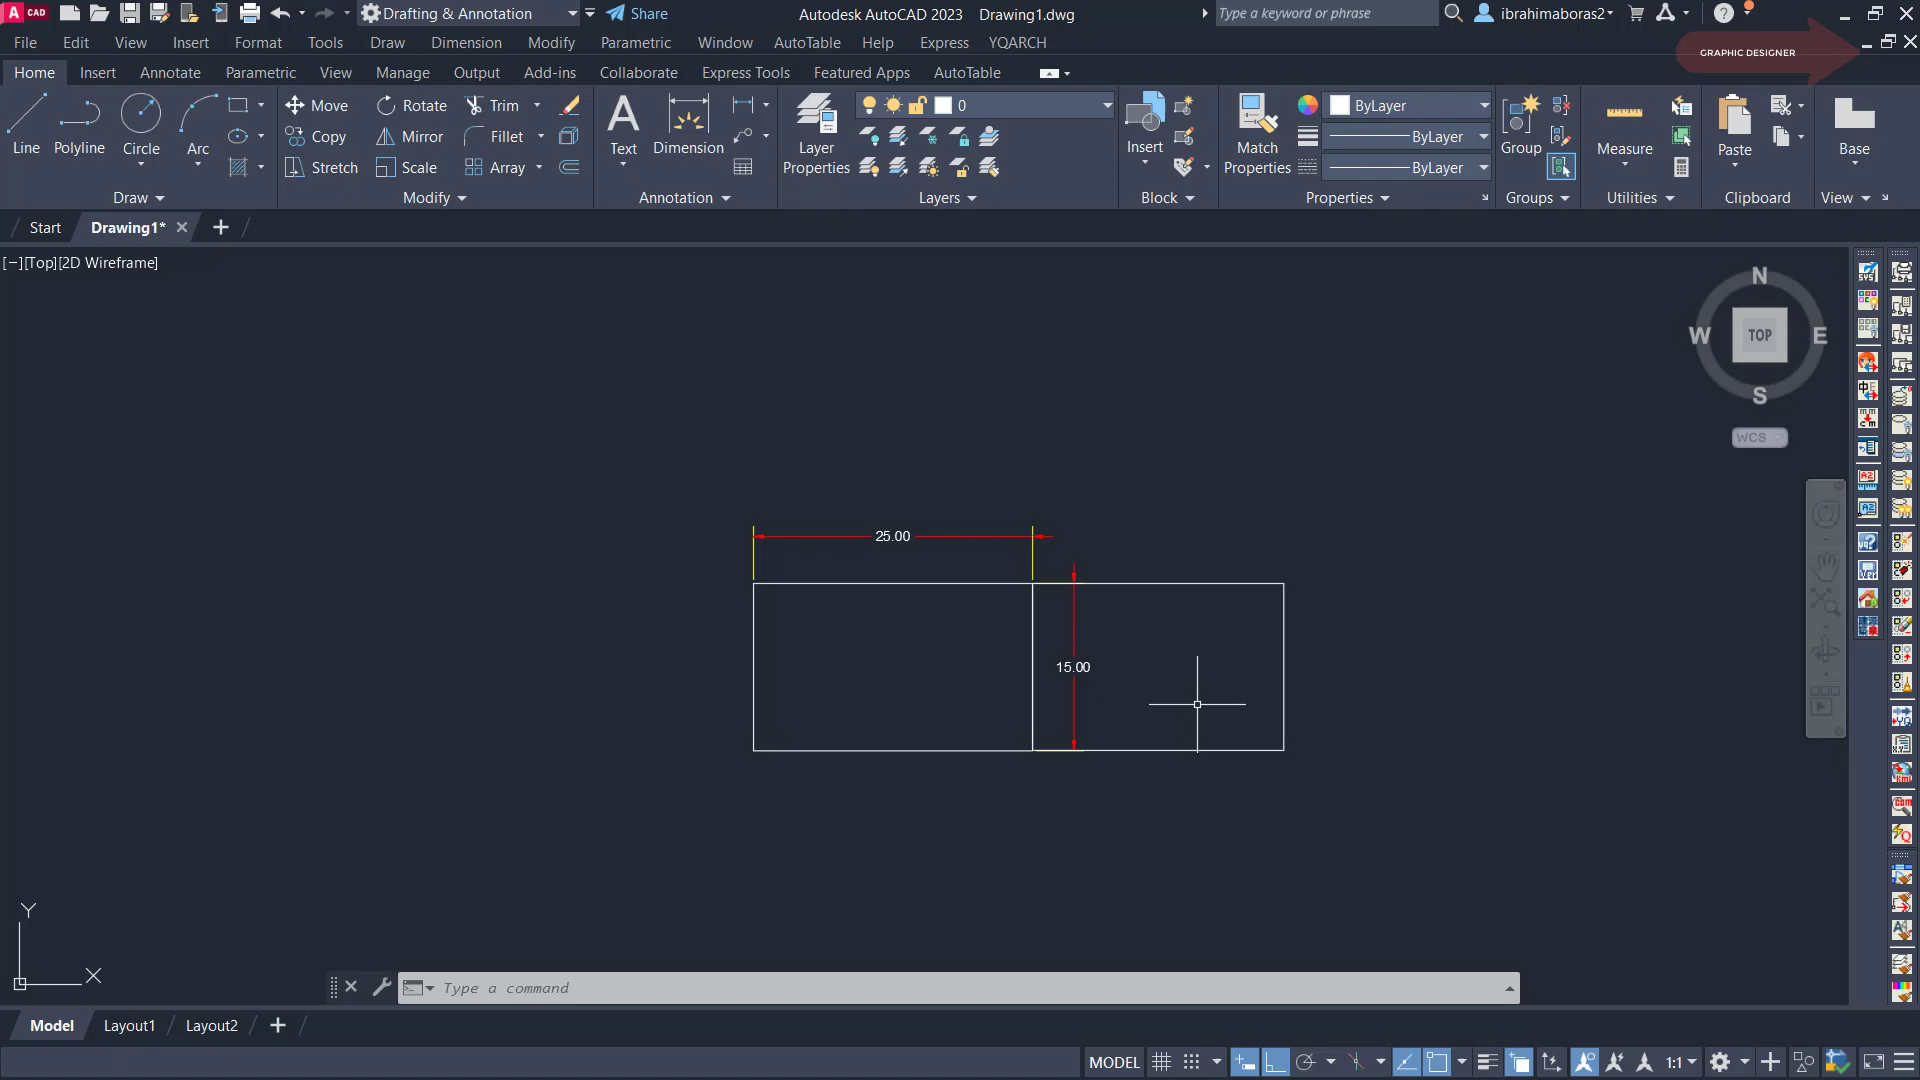 A CAD
Drafting & Annotation
Share
Autodesk AutoCAD 2023 Drawing1.dwg
Type a keyword or phrase
ibrahimaboras2
File Edit View Insert Format Tools Draw Dimension Modify Parametric Window AutoTable Help Express YQARCH
GRAPHIC DESIGNER
Home Insert Annotate Parametric View Manage Output Add-ins Collaborate Express Tools Featured Apps AutoTable
Line
Polyline
Circle
Arc
Draw
Move
Rotate
Trim
Copy
Mirror
Fillet
Stretch
Scale
Array
Modify
Text
Dimension
Annotation
Layer
Properties
0
Layers
Insert
Block
Match
Properties
ByLayer
ByLayer
ByLayer
Properties
Group
Groups
Measure
Utilities
Paste
Clipboard
Base
View
Start
Drawing1*
[−][Top][2D Wireframe]
N
W
TOP
E
S
WCS
25.00
15.00
Y
X
Type a command
Model
Layout1
Layout2
MODEL
1:1